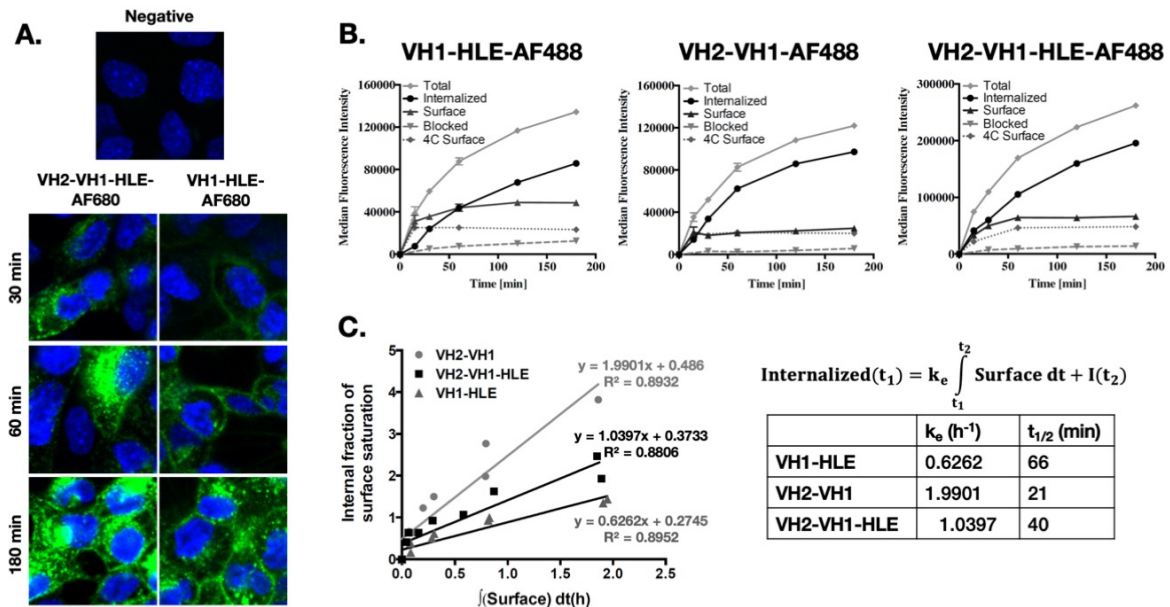 A.
Negative
VH2-VH1-HLE-
AF680
VH1-HLE-
AF680
30 min
60 min
180 min
B.
VH1-HLE-AF488
160000
120000
80000
40000
0
0
50
100
150
200
Median Fluorescence Intensity
Time [min]
Total
Internalized
Surface
Blocked
4C Surface
VH2-VH1-AF488
160000
120000
80000
40000
0
0
50
100
150
200
Median Fluorescence Intensity
Time [min]
Total
Internalized
Surface
Blocked
4C Surface
VH2-VH1-HLE-AF488
300000
200000
100000
0
0
50
100
150
200
Median Fluorescence Intensity
Time [min]
Total
Internalized
Surface
Blocked
4C Surface
C.
Internal fraction of
surface saturation
5
4
3
2
1
0
0.0
0.5
1.0
1.5
2.0
2.5
∫(Surface) dt(h)
VH2-VH1
VH2-VH1-HLE
VH1-HLE
y = 1.9901x + 0.486
R² = 0.8932
y = 1.0397x + 0.3733
R² = 0.8806
y = 0.6262x + 0.2745
R² = 0.8952
Internalized(t₁) = kₑ ∫ₜ₁ᵗ² Surface dt + I(t₂)
kₑ (h⁻¹) t₁/₂ (min)
VH1-HLE 0.6262 66
VH2-VH1 1.9901 21
VH2-VH1-HLE 1.0397 40